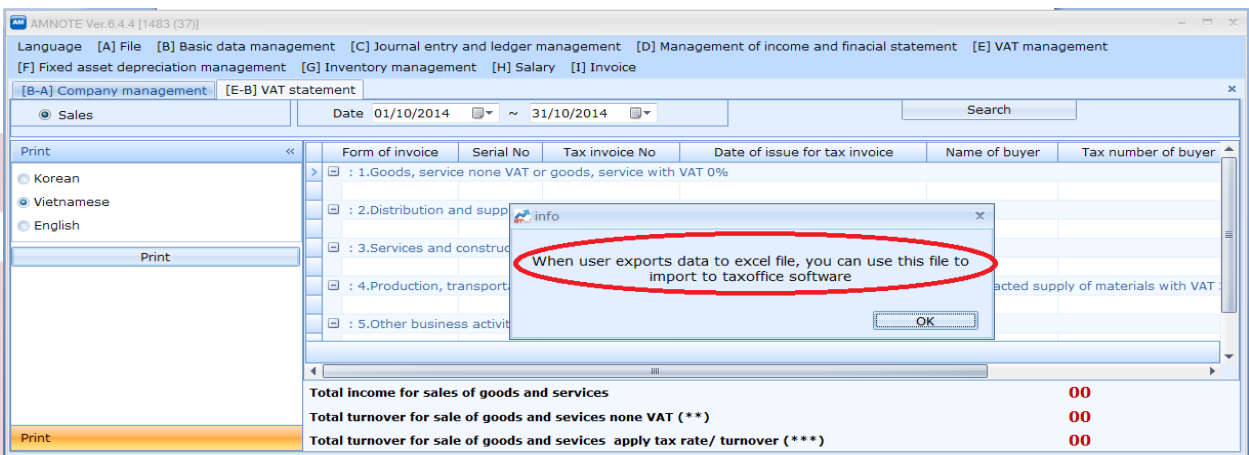 AMNOTE Ver.6.4.4 [1483 (37)]
Language [A] File [B] Basic data management [C] Journal entry and ledger management [D] Management of income and finacial statement [E] VAT management
[F] Fixed asset depreciation management [G] Inventory management [H] Salary [I] Invoice
[B-A] Company management [E-B] VAT statement
Sales Date 01/10/2014 ~ 31/10/2014 Search
Print
Korean
Vietnamese
English
Print
Form of invoice Serial No Tax invoice No Date of issue for tax invoice Name of buyer Tax number of buyer
: 1.Goods, service none VAT or goods, service with VAT 0%
: 2.Distribution and supp
: 3.Services and construc
: 4.Production, transport acted supply of materials with VAT
: 5.Other business activit
info
When user exports data to excel file, you can use this file to
import to taxoffice software
OK
Total income for sales of goods and services 00
Total turnover for sale of goods and sevices none VAT (**) 00
Total turnover for sale of goods and sevices apply tax rate/ turnover (***) 00
Print